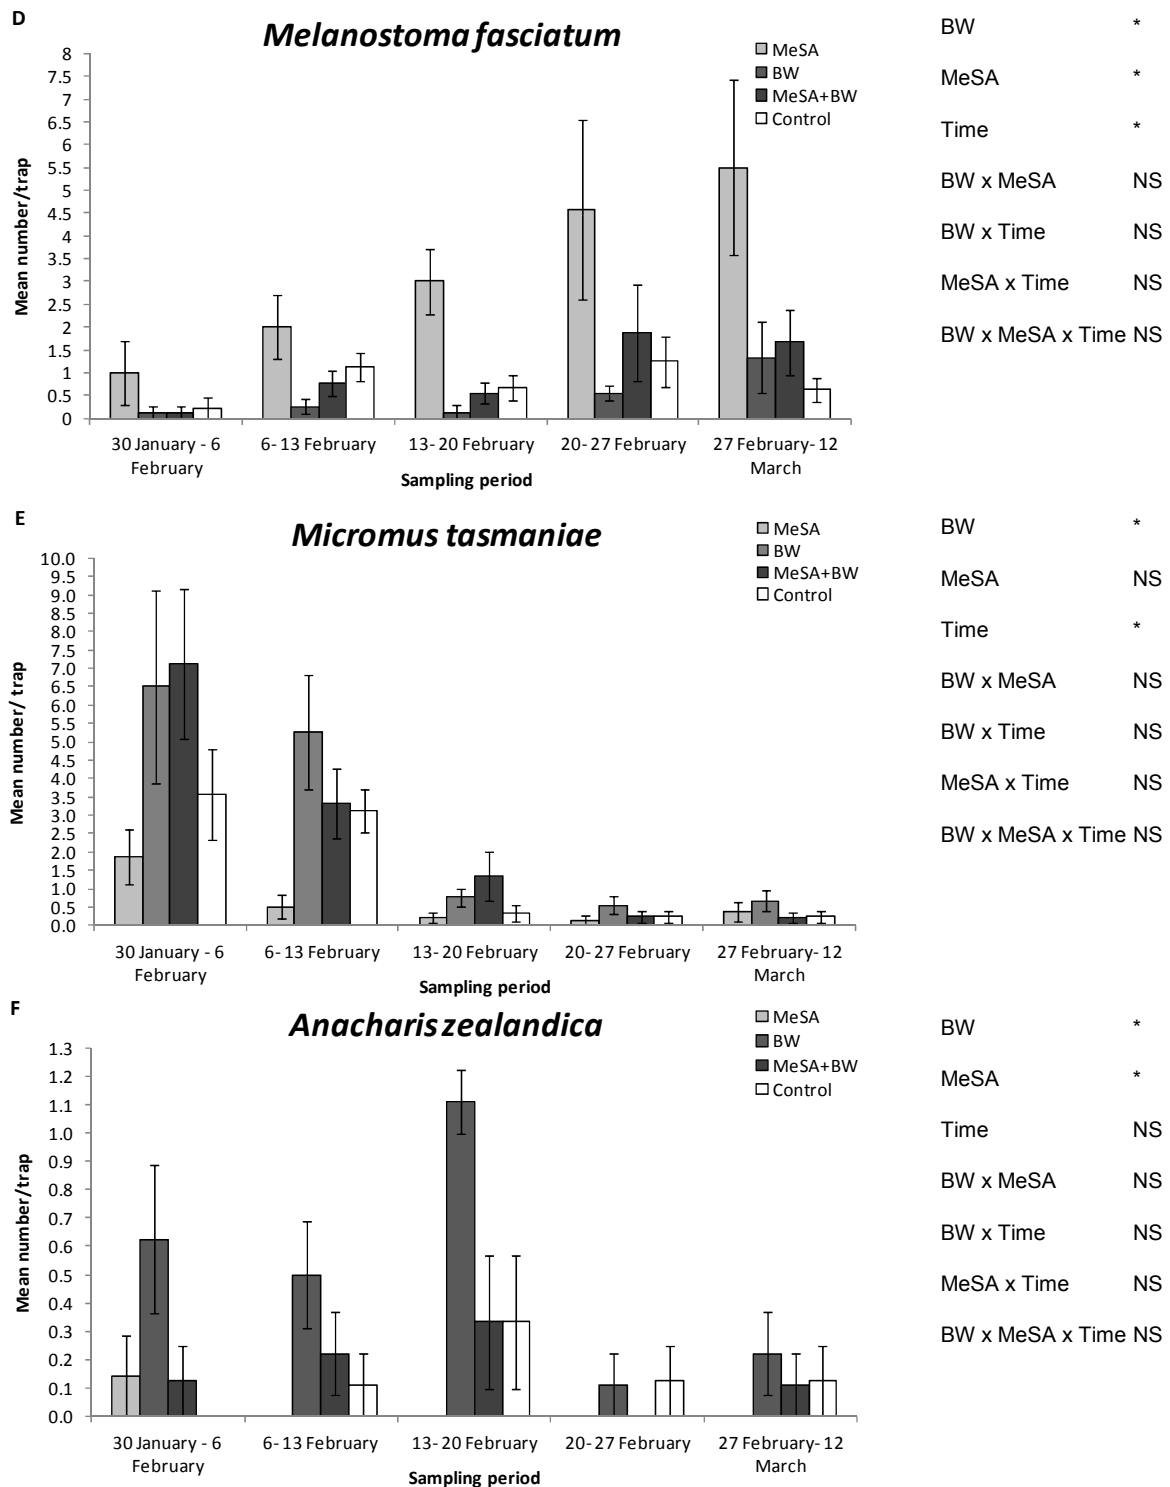 D
Melanostoma fasciatum
MeSA
BW
MeSA+BW
Control
Mean number/trap
8
7.5
7
6.5
6
5.5
5
4.5
4
3.5
3
2.5
2
1.5
1
0.5
0
30 January - 6 February
6- 13 February
13- 20 February
20- 27 February
27 February- 12 March
Sampling period
BW *
MeSA *
Time *
BW x MeSA NS
BW x Time NS
MeSA x Time NS
BW x MeSA x Time NS
E
Micromus tasmaniae
MeSA
BW
MeSA+BW
Control
Mean number/ trap
10.0
9.5
9.0
8.5
8.0
7.5
7.0
6.5
6.0
5.5
5.0
4.5
4.0
3.5
3.0
2.5
2.0
1.5
1.0
0.5
0.0
30 January - 6 February
6- 13 February
13- 20 February
20- 27 February
27 February- 12 March
Sampling period
BW *
MeSA NS
Time *
BW x MeSA NS
BW x Time NS
MeSA x Time NS
BW x MeSA x Time NS
F
Anacharis zealandica
MeSA
BW
MeSA+BW
Control
Mean number/trap
1.3
1.2
1.1
1.0
0.9
0.8
0.7
0.6
0.5
0.4
0.3
0.2
0.1
0.0
30 January - 6 February
6- 13 February
13- 20 February
20- 27 February
27 February- 12 March
Sampling period
BW *
MeSA *
Time NS
BW x MeSA NS
BW x Time NS
MeSA x Time NS
BW x MeSA x Time NS